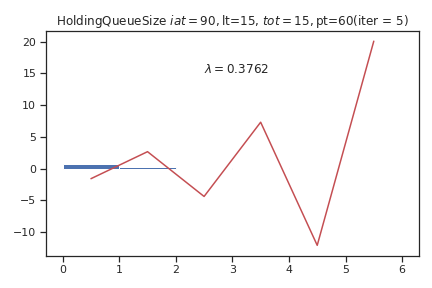 HoldingQueueSize iat = 90, lt=15, tot = 15, pt=60(iter = 5)
λ = 0.3762
20
15
10
5
0
−5
−10
0 1 2 3 4 5 6